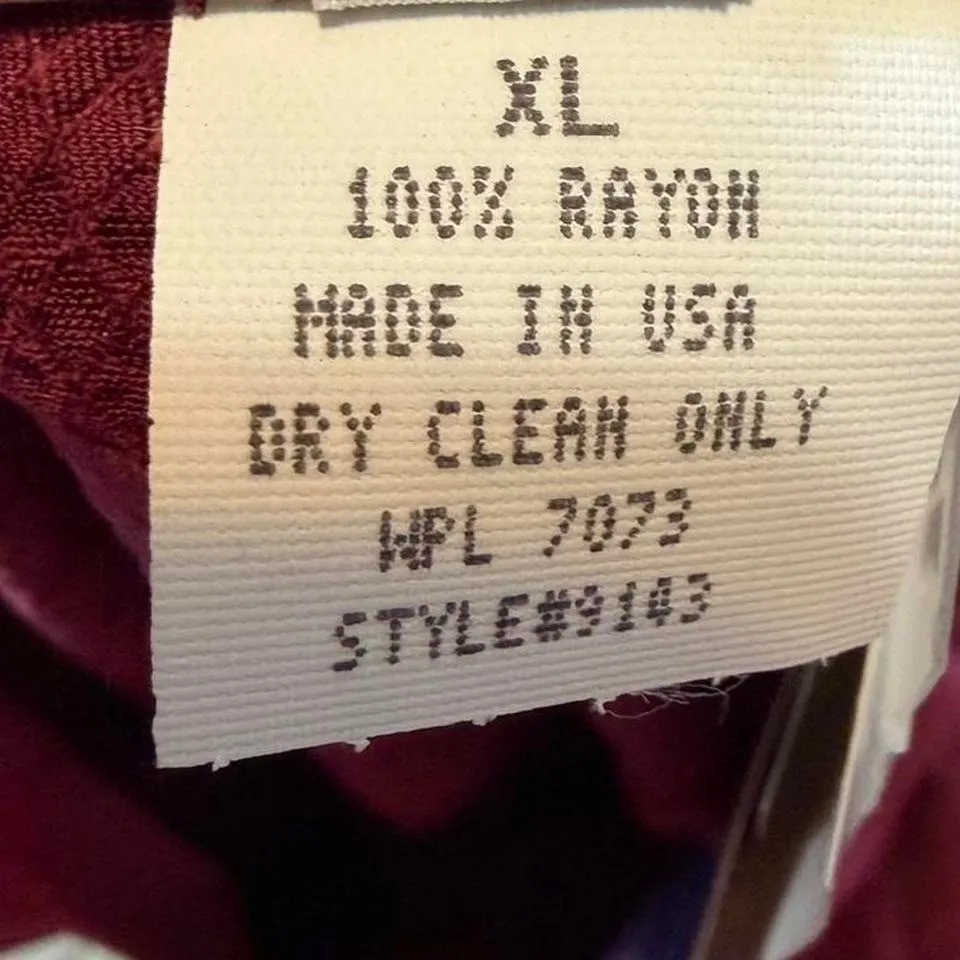 XL
100% RAYON
MADE IN USA
DRY CLEAN ONLY
WPL 7073
STYLE#9103